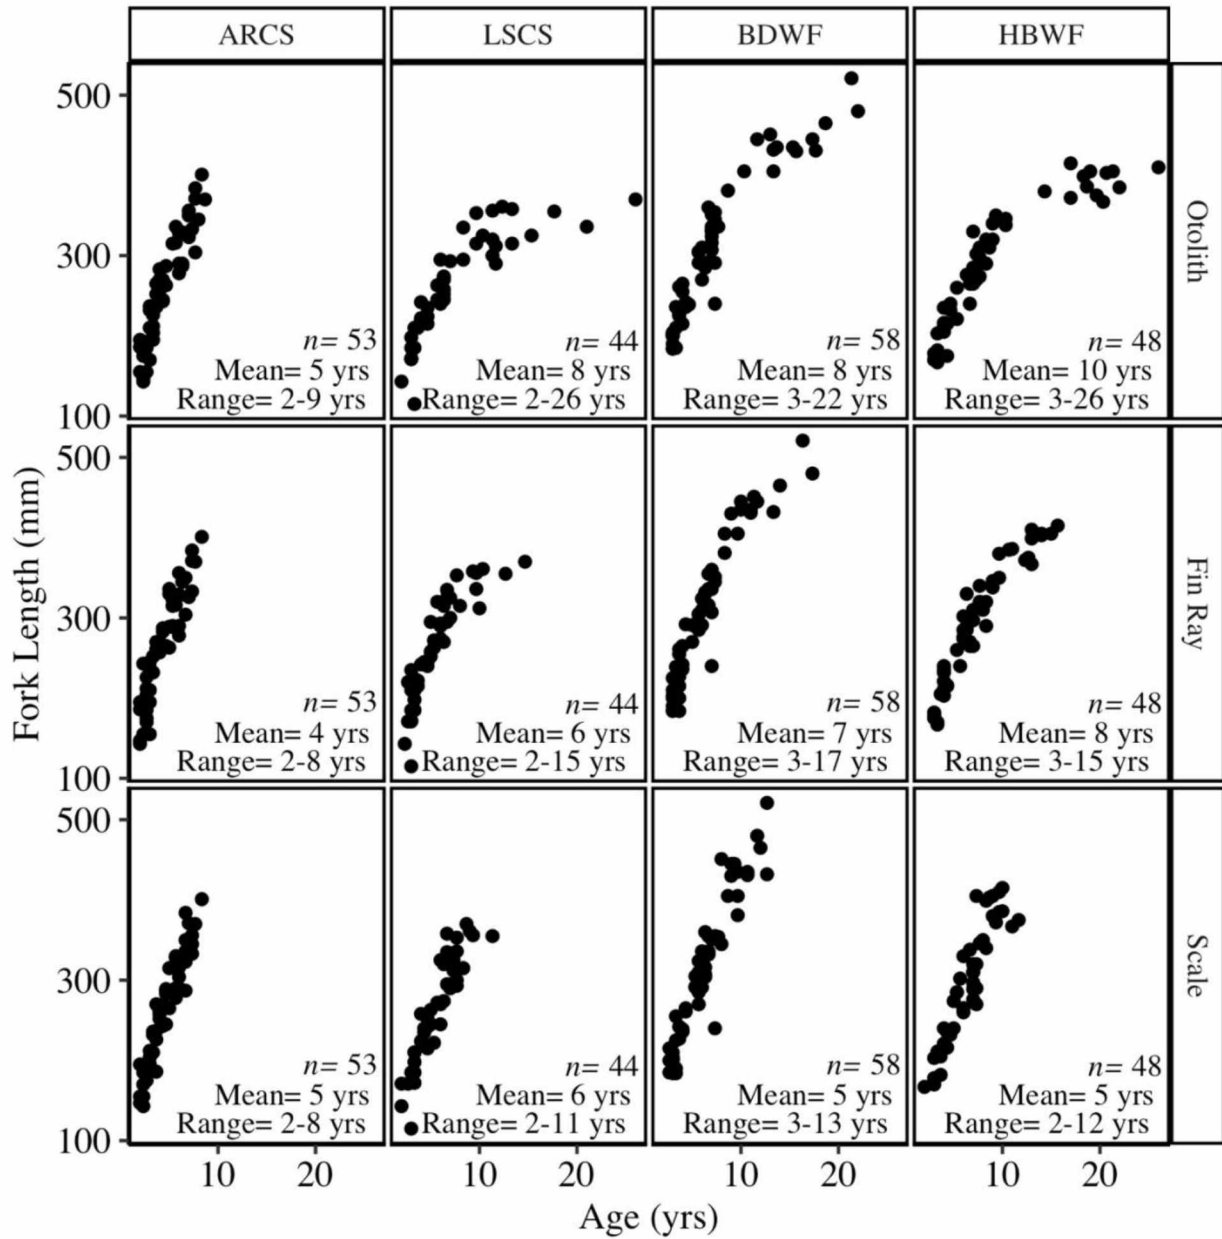 ARCS LSCS BDWF HBWF
500
300
100
n= 53
Mean= 5 yrs
Range= 2-9 yrs
n= 44
Mean= 8 yrs
Range= 2-26 yrs
n= 58
Mean= 8 yrs
Range= 3-22 yrs
n= 48
Mean= 10 yrs
Range= 3-26 yrs
Otolith
500
300
100
n= 53
Mean= 4 yrs
Range= 2-8 yrs
n= 44
Mean= 6 yrs
Range= 2-15 yrs
n= 58
Mean= 7 yrs
Range= 3-17 yrs
n= 48
Mean= 8 yrs
Range= 3-15 yrs
Fin Ray
Fork Length (mm)
500
300
100
n= 53
Mean= 5 yrs
Range= 2-8 yrs
n= 44
Mean= 6 yrs
Range= 2-11 yrs
n= 58
Mean= 5 yrs
Range= 3-13 yrs
n= 48
Mean= 5 yrs
Range= 2-12 yrs
Scale
10 20 10 20 10 20 10 20
Age (yrs)